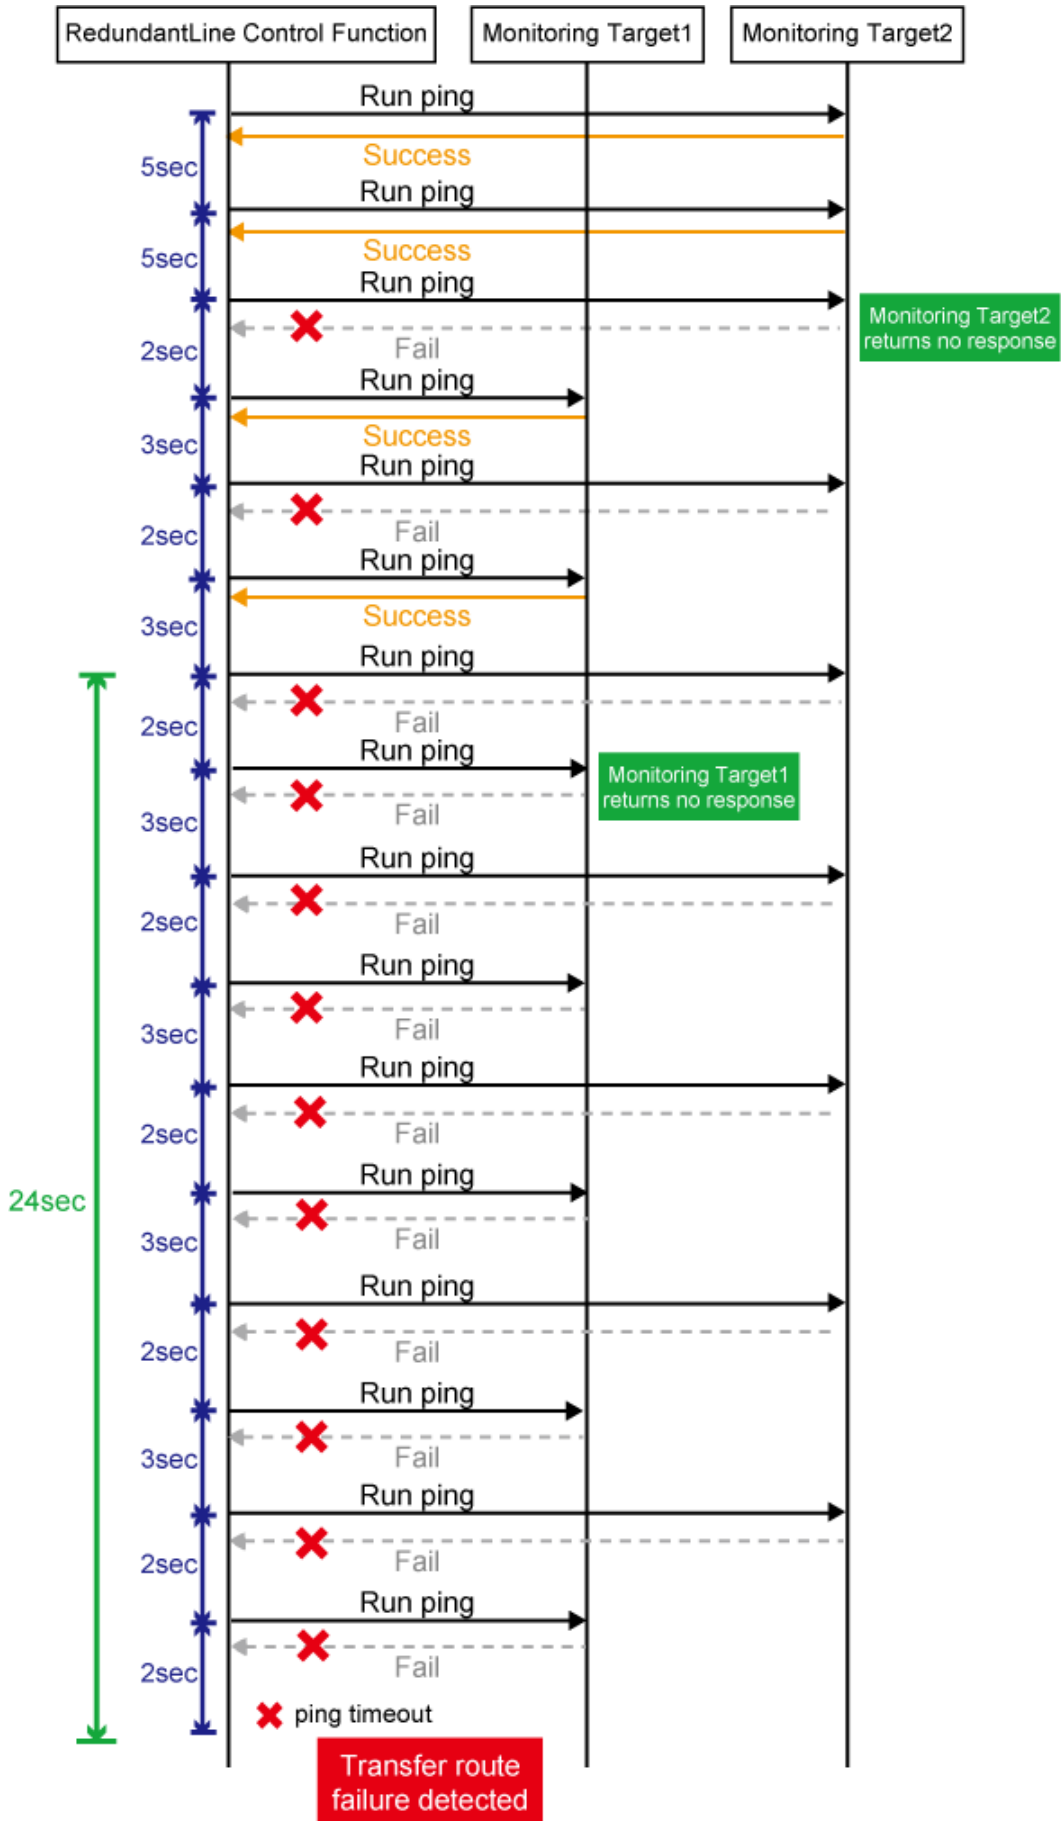 RedundantLine Control Function
Monitoring Target1
Monitoring Target2
Run ping
Success
5sec
Run ping
Success
5sec
Run ping
Monitoring Target2
returns no response
Fail
2sec
Run ping
Success
3sec
Run ping
Fail
2sec
Run ping
Success
3sec
Run ping
Fail
2sec
Run ping
Monitoring Target1
returns no response
Fail
3sec
Run ping
Fail
2sec
Run ping
Fail
3sec
Run ping
Fail
2sec
Run ping
24sec
Fail
3sec
Run ping
Fail
2sec
Run ping
Fail
3sec
Run ping
Fail
2sec
Run ping
Fail
2sec
ping timeout
Transfer route
failure detected